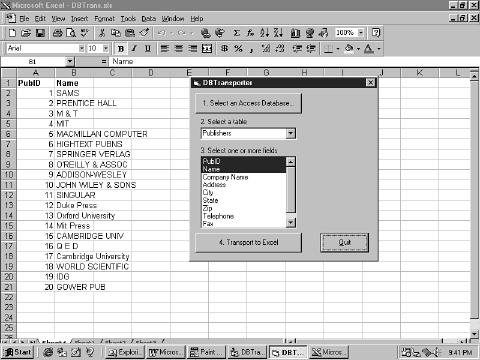 Microsoft Excel - DBTrans.xls
File Edit View Insert Format Tools Data Window Help
100%
Arial 10 B I U $ % ,
B1 = Name
A B C D E F G H I J K L
1 PubID Name
2 1 SAMS
3 2 PRENTICE HALL
4 3 M & T
5 4 MIT
6 5 MACMILLAN COMPUTER
7 6 HIGHTEXT PUBNS
8 7 SPRINGER VERLAG
9 8 O'REILLY & ASSOC
10 9 ADDISON-WESLEY
11 10 JOHN WILEY & SONS
12 11 SINGULAR
13 12 Duke Press
14 13 Oxford University
15 14 Mit Press
16 15 CAMBRIDGE UNIV
17 16 Q E D
18 17 Cambridge University
19 18 WORLD SCIENTIFIC
20 19 IDG
21 20 GOWER PUB
22
23
24
25
DBTransporter
1. Select an Access Database...
2. Select a table
Publishers
3. Select one or more fields
PubID
Name
Company Name
Address
City
State
Zip
Telephone
Fax
4. Transport to Excel
Quit
Start Explori... Micros... Paint ... DBTra... DBT... Micros... 9:41 PM